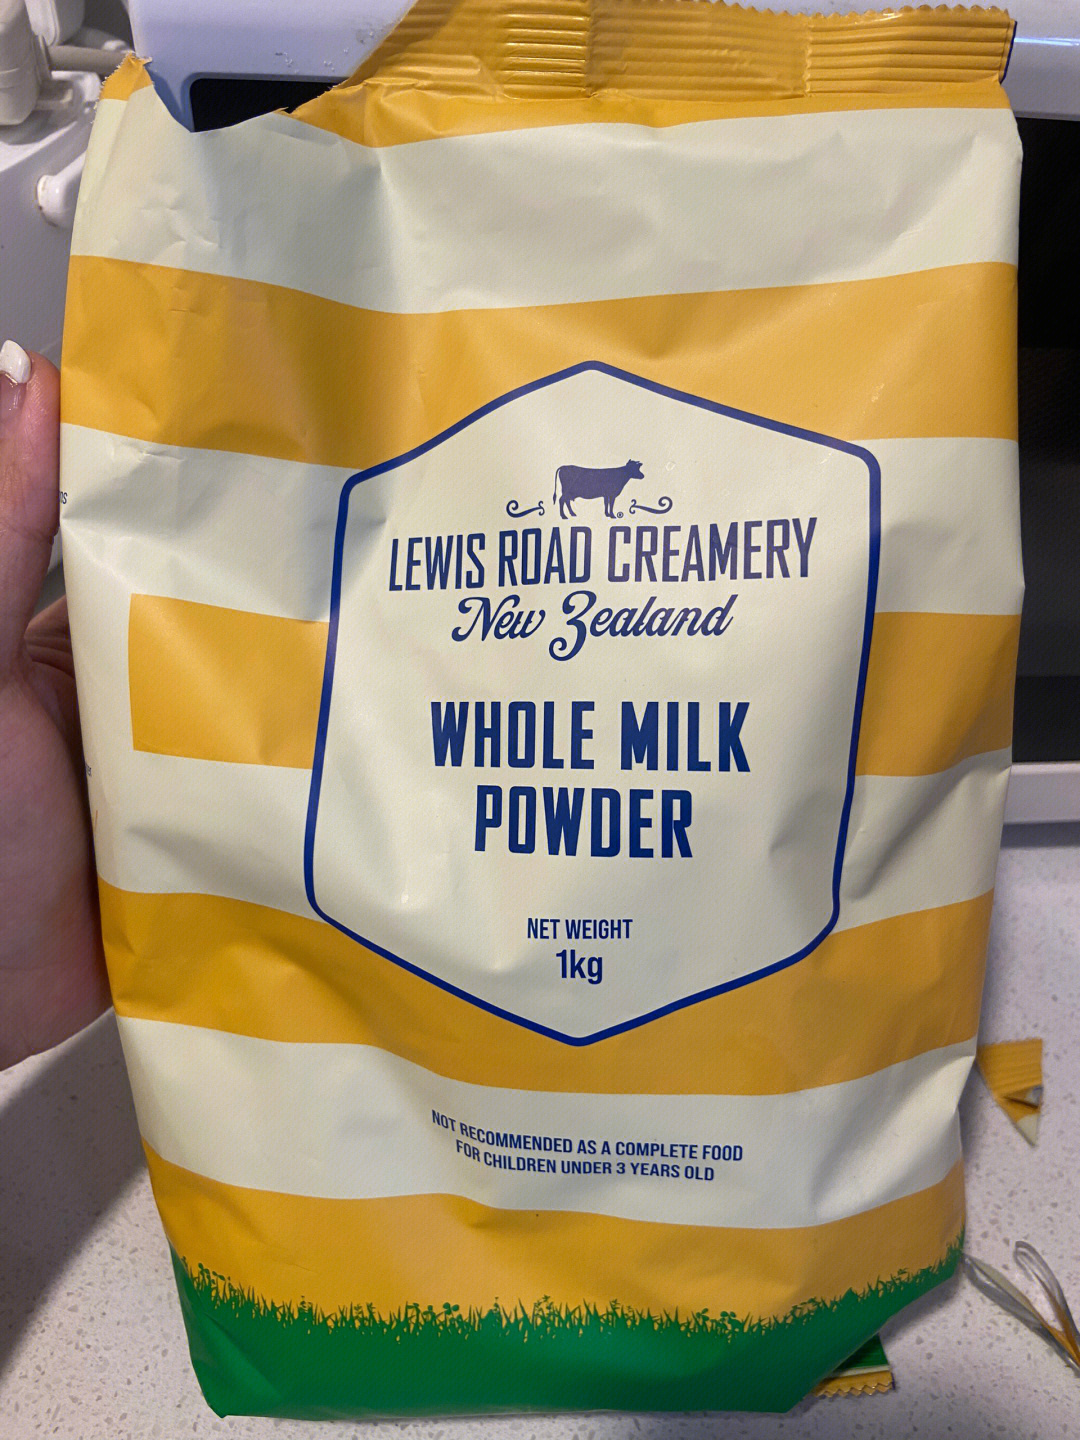 LEWIS ROAD CREAMERY
New Zealand
WHOLE MILK
POWDER
NET WEIGHT
1kg
NOT RECOMMENDED AS A COMPLETE FOOD
FOR CHILDREN UNDER 3 YEARS OLD